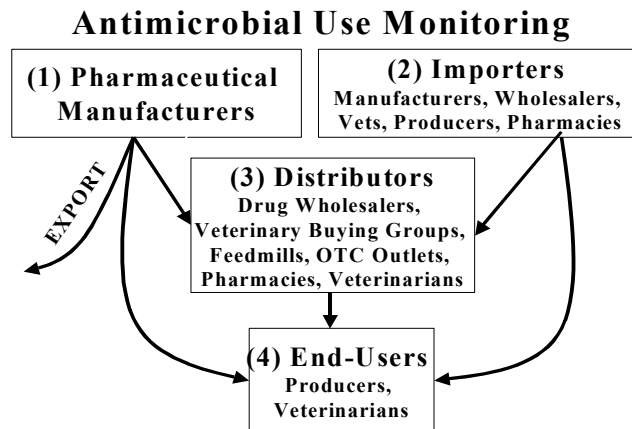 Antimicrobial Use Monitoring
(1) Pharmaceutical
Manufacturers
(2) Importers
Manufacturers, Wholesalers,
Vets, Producers, Pharmacies
EXPORT
(3) Distributors
Drug Wholesalers,
Veterinary Buying Groups,
Feedmills, OTC Outlets,
Pharmacies, Veterinarians
(4) End-Users
Producers,
Veterinarians